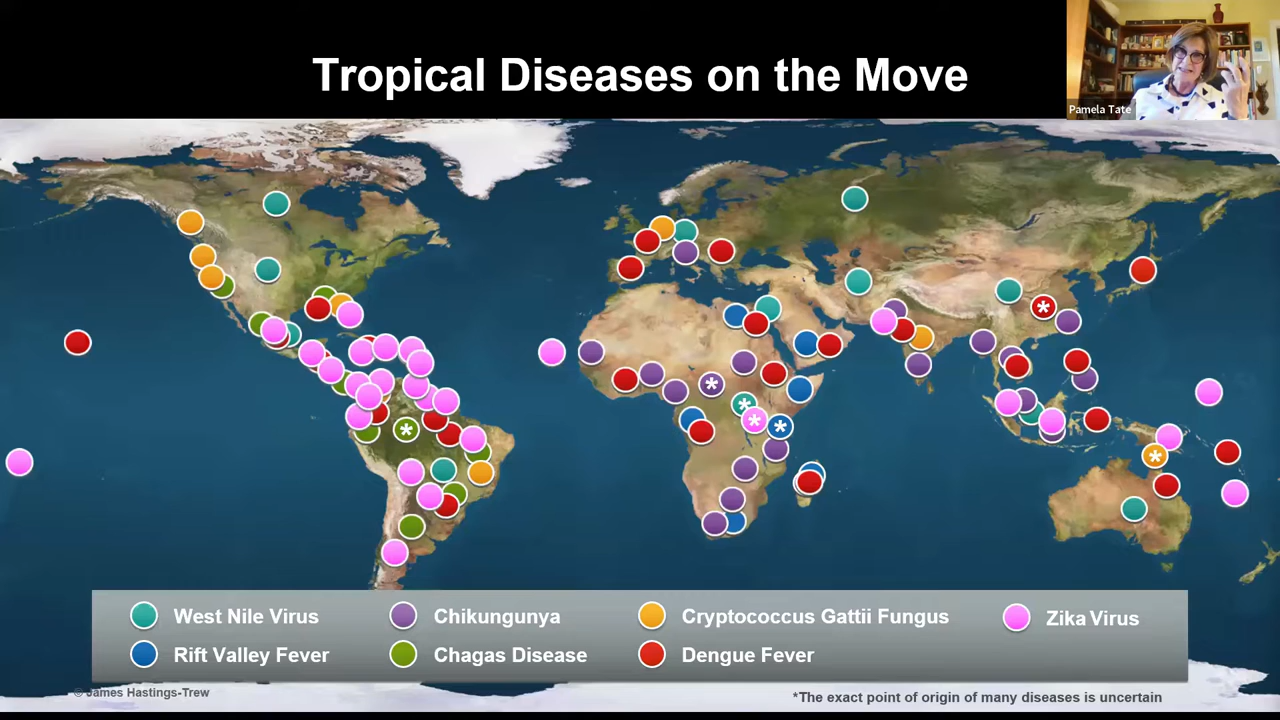 Tropical Diseases on the Move
Pamela Tate
* * * * * * *
West Nile Virus
Chikungunya
Cryptococcus Gattii Fungus
Zika Virus
Rift Valley Fever
Chagas Disease
Dengue Fever
© James Hastings-Trew
*The exact point of origin of many diseases is uncertain